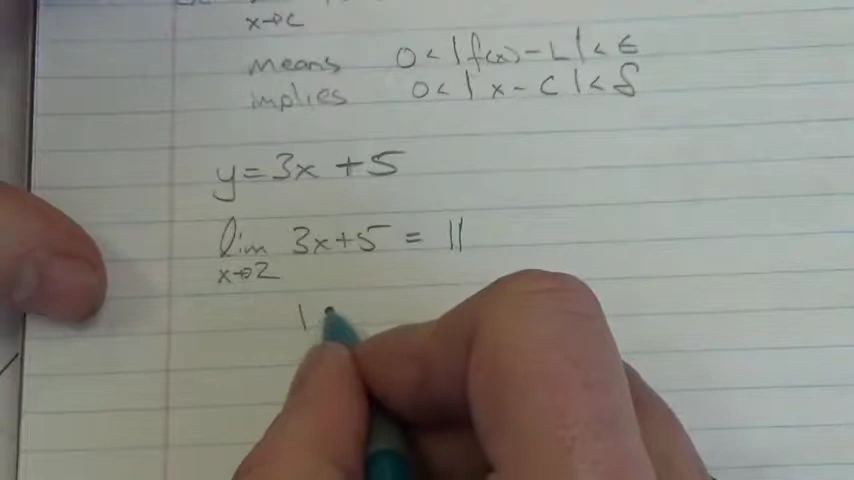 x→c
means 0<|f(x)-L|<ε
implies 0<|x-c|<δ
y=3x+5
lim 3x+5 = 11
x→2
|